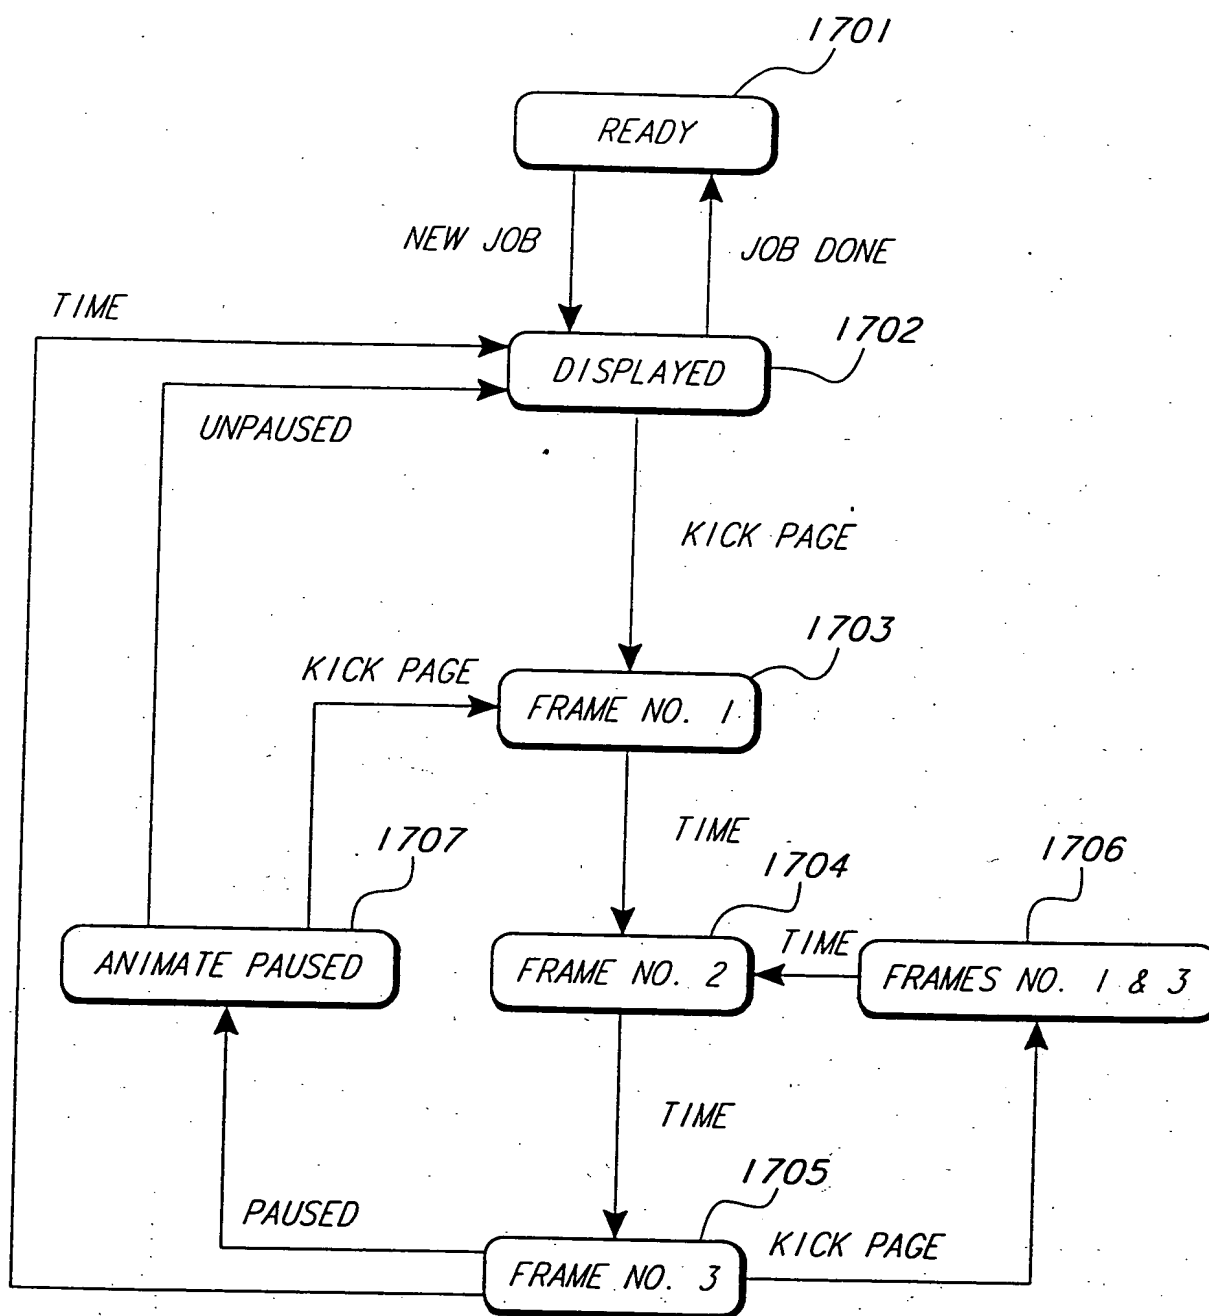 1701
READY
NEW JOB
JOB DONE
TIME
1702
DISPLAYED
UNPAUSED
KICK PAGE
1703
KICK PAGE
FRAME NO. 1
TIME
1707
1704
1706
ANIMATE PAUSED
FRAME NO. 2
TIME
FRAMES NO. 1 & 3
TIME
1705
PAUSED
KICK PAGE
FRAME NO. 3